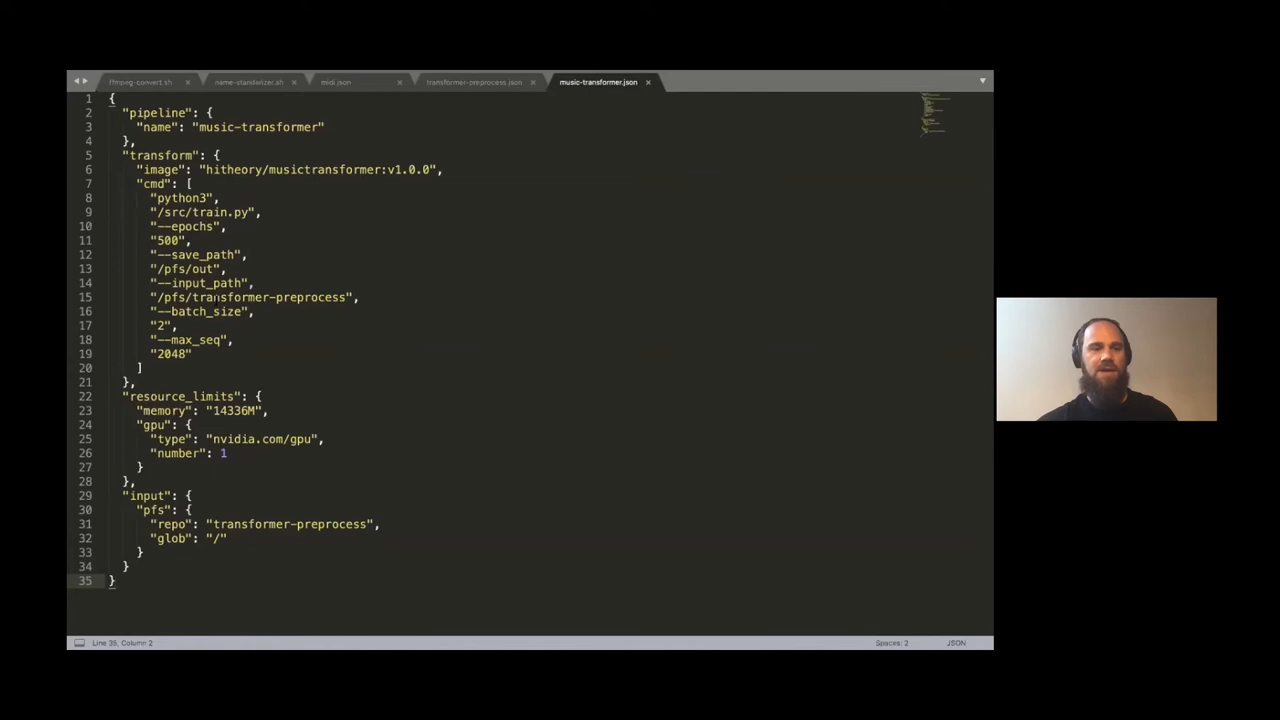 ffmpeg-convert.sh × name-standarizer.sh × midi.json × transformer-preprocess.json × music-transformer.json ×
1 {
2 "pipeline": {
3 "name": "music-transformer"
4 },
5 "transform": {
6 "image": "hitheory/musictransformer:v1.0.0",
7 "cmd": [
8 "python3",
9 "/src/train.py",
10 "--epochs",
11 "500",
12 "--save_path",
13 "/pfs/out",
14 "--input_path",
15 "/pfs/transformer-preprocess",
16 "--batch_size",
17 "2",
18 "--max_seq",
19 "2048"
20 ]
21 },
22 "resource_limits": {
23 "memory": "14336M",
24 "gpu": {
25 "type": "nvidia.com/gpu",
26 "number": 1
27 }
28 },
29 "input": {
30 "pfs": {
31 "repo": "transformer-preprocess",
32 "glob": "/"
33 }
34 }
35 }
Line 35, Column 2 Spaces: 2 JSON